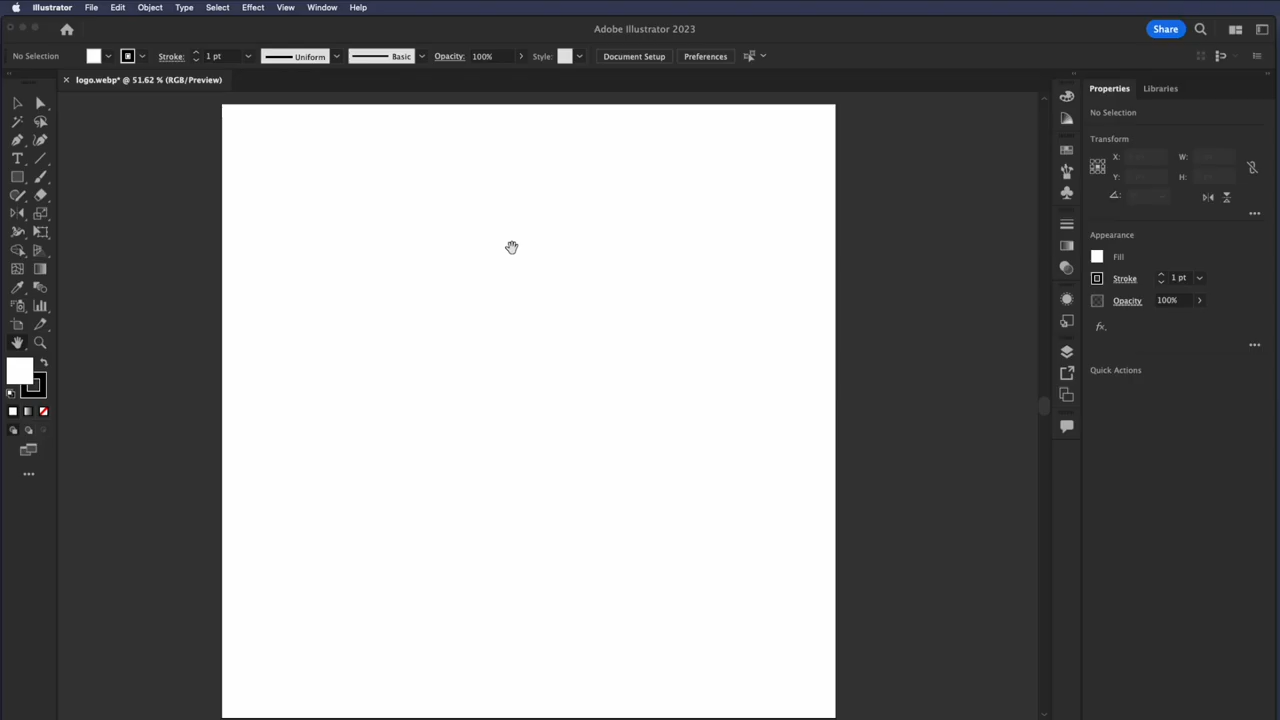 Illustrator File Edit Object Type Select Effect View Window Help
Adobe Illustrator 2023
Share
No Selection Stroke: 1 pt Uniform Basic Opacity: 100% Style: Document Setup Preferences
logo.webp* @ 51.62 % (RGB/Preview)
Properties Libraries
No Selection
Transform
X: W:
Y: H:
Appearance
Fill
Stroke 1 pt
Opacity 100%
fx.
Quick Actions